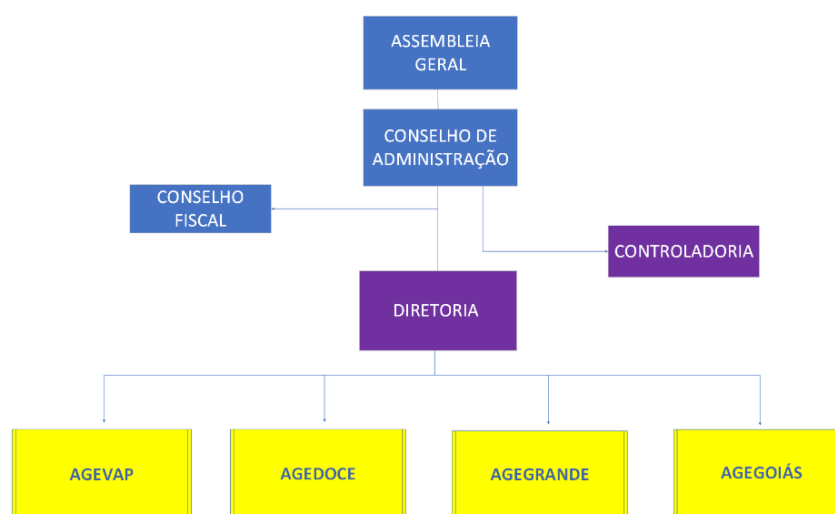 ASSEMBLEIA
GERAL
CONSELHO DE
ADMINISTRAÇÃO
CONSELHO
FISCAL
CONTROLADORIA
DIRETORIA
AGEVAP
AGEDOCE
AGEGRANDE
AGEGOIÁS